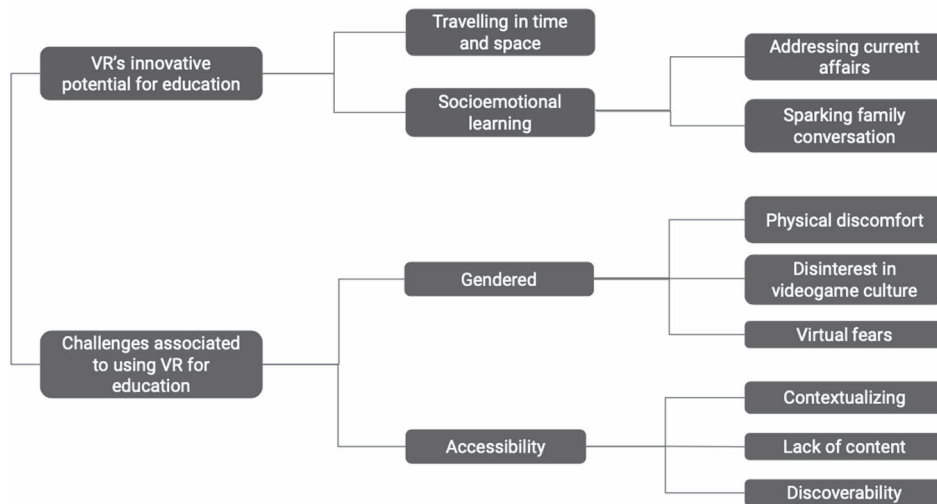 VR's innovative
potential for education
Travelling in time
and space
Socioemotional
learning
Addressing current
affairs
Sparking family
conversation
Challenges associated
to using VR for
education
Gendered
Physical discomfort
Disinterest in
videogame culture
Virtual fears
Accessibility
Contextualizing
Lack of content
Discoverability